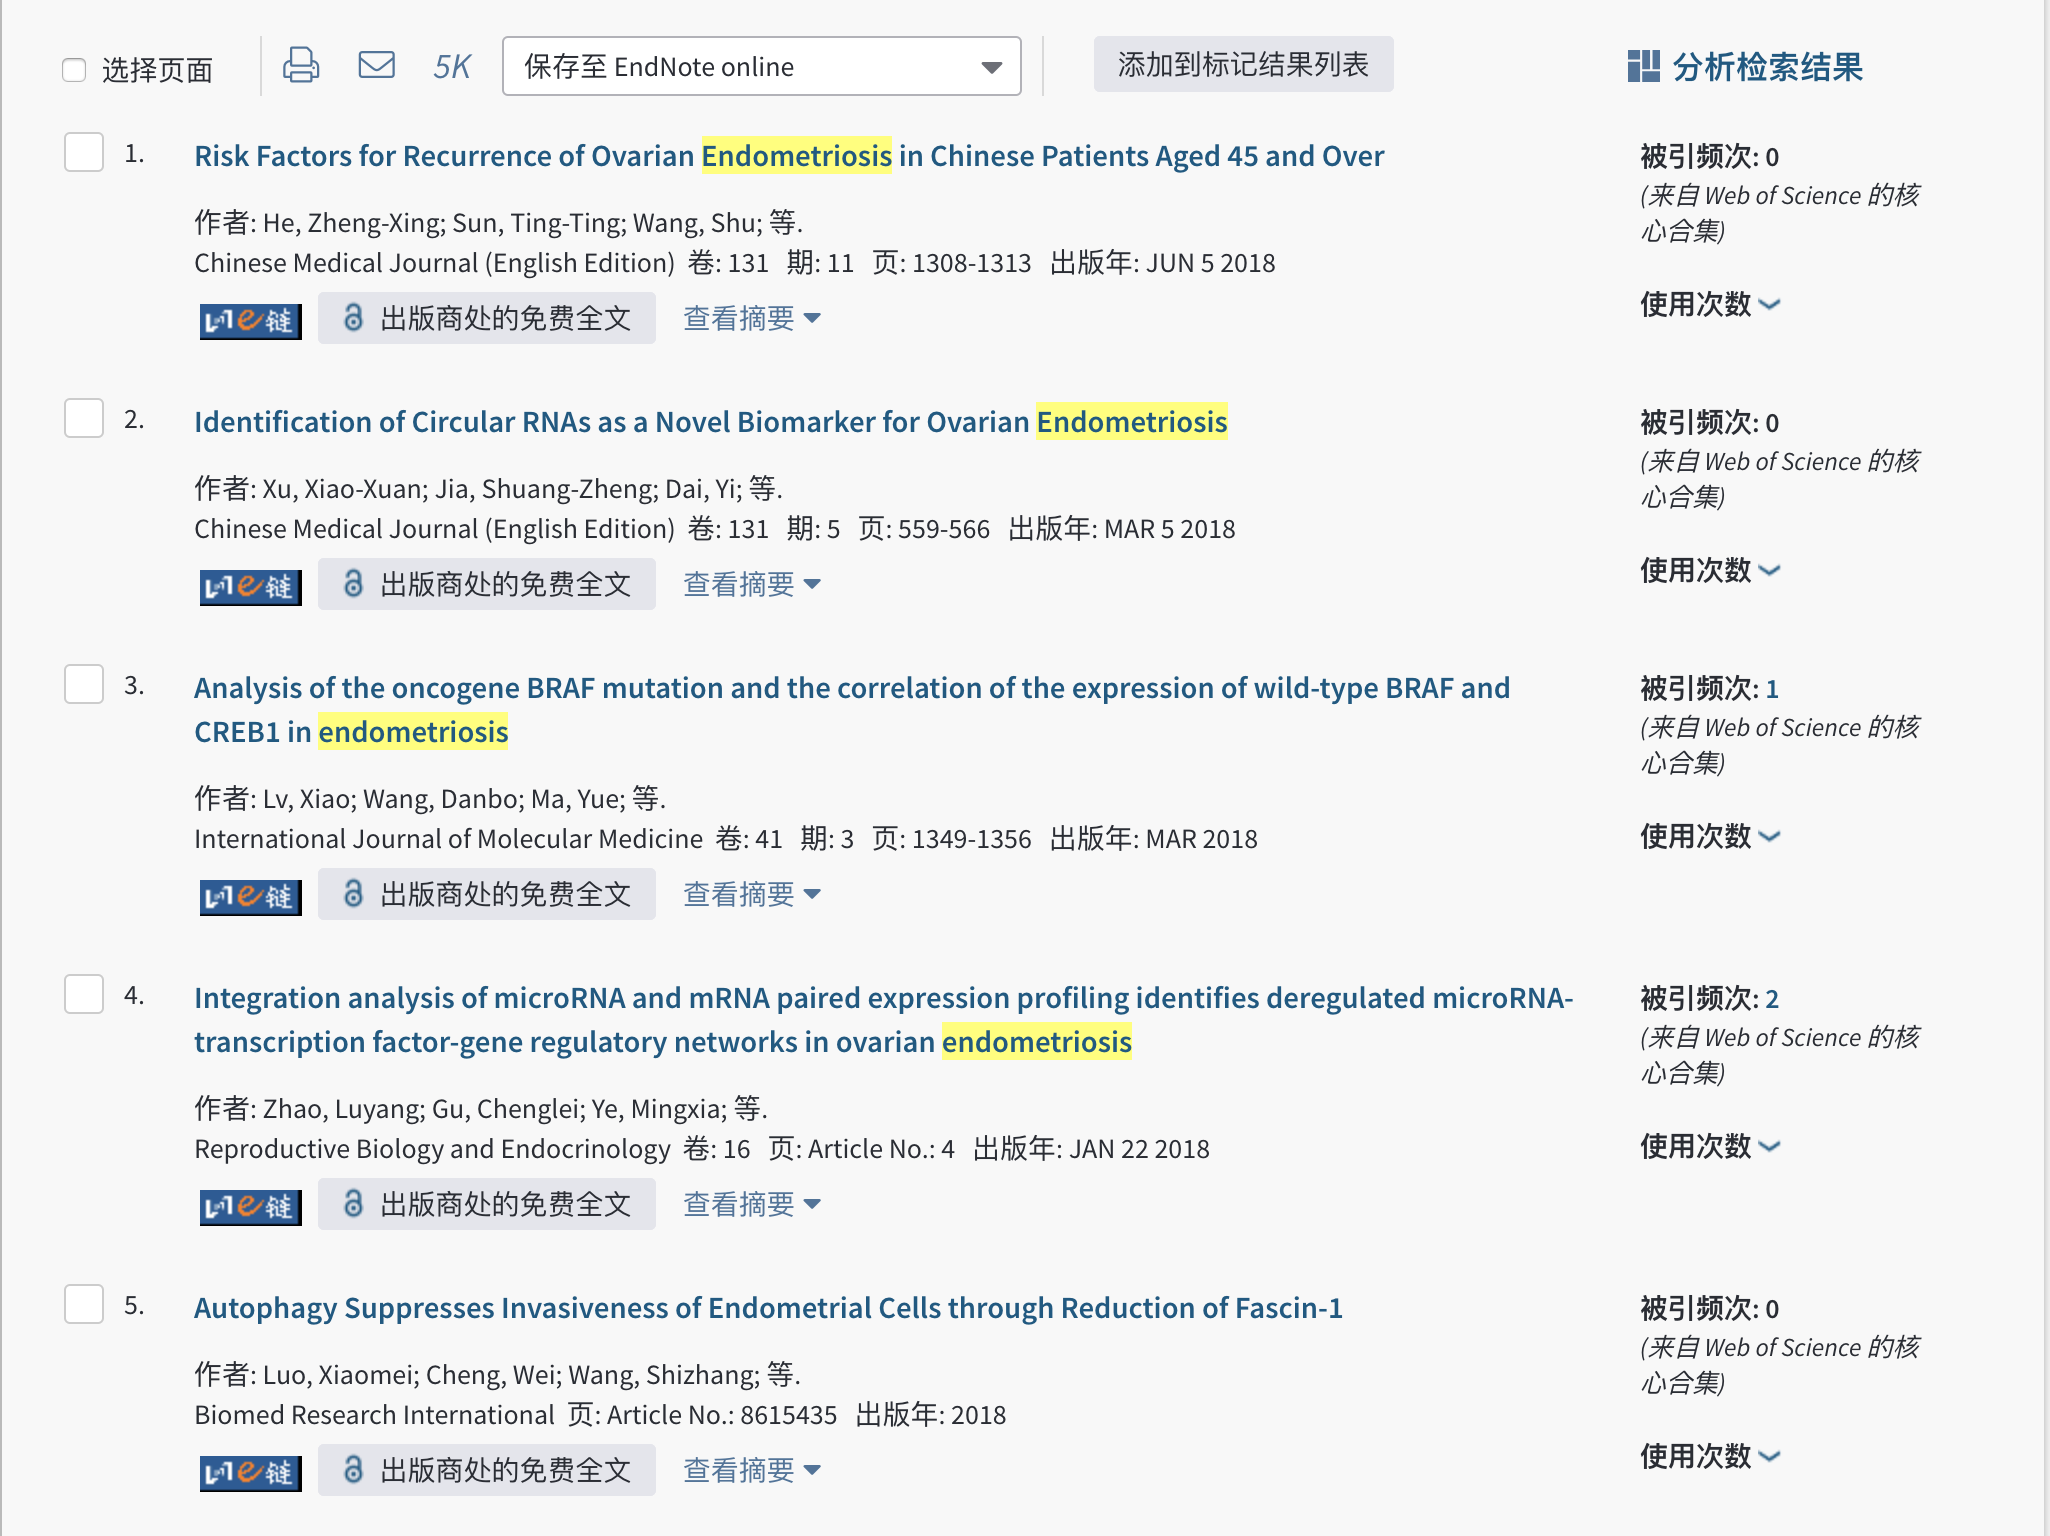 选择页面 5K 保存至 EndNote online 添加到标记结果列表 分析检索结果
1. Risk Factors for Recurrence of Ovarian Endometriosis in Chinese Patients Aged 45 and Over
作者: He, Zheng-Xing; Sun, Ting-Ting; Wang, Shu; 等.
Chinese Medical Journal (English Edition) 卷: 131 期: 11 页: 1308-1313 出版年: JUN 5 2018
e链 出版商处的免费全文 查看摘要
被引频次: 0
(来自 Web of Science 的核
心合集)
使用次数
2. Identification of Circular RNAs as a Novel Biomarker for Ovarian Endometriosis
作者: Xu, Xiao-Xuan; Jia, Shuang-Zheng; Dai, Yi; 等.
Chinese Medical Journal (English Edition) 卷: 131 期: 5 页: 559-566 出版年: MAR 5 2018
e链 出版商处的免费全文 查看摘要
被引频次: 0
(来自 Web of Science 的核
心合集)
使用次数
3. Analysis of the oncogene BRAF mutation and the correlation of the expression of wild-type BRAF and
CREB1 in endometriosis
作者: Lv, Xiao; Wang, Danbo; Ma, Yue; 等.
International Journal of Molecular Medicine 卷: 41 期: 3 页: 1349-1356 出版年: MAR 2018
e链 出版商处的免费全文 查看摘要
被引频次: 1
(来自 Web of Science 的核
心合集)
使用次数
4. Integration analysis of microRNA and mRNA paired expression profiling identifies deregulated microRNA-
transcription factor-gene regulatory networks in ovarian endometriosis
作者: Zhao, Luyang; Gu, Chenglei; Ye, Mingxia; 等.
Reproductive Biology and Endocrinology 卷: 16 页: Article No.: 4 出版年: JAN 22 2018
e链 出版商处的免费全文 查看摘要
被引频次: 2
(来自 Web of Science 的核
心合集)
使用次数
5. Autophagy Suppresses Invasiveness of Endometrial Cells through Reduction of Fascin-1
作者: Luo, Xiaomei; Cheng, Wei; Wang, Shizhang; 等.
Biomed Research International 页: Article No.: 8615435 出版年: 2018
e链 出版商处的免费全文 查看摘要
被引频次: 0
(来自 Web of Science 的核
心合集)
使用次数